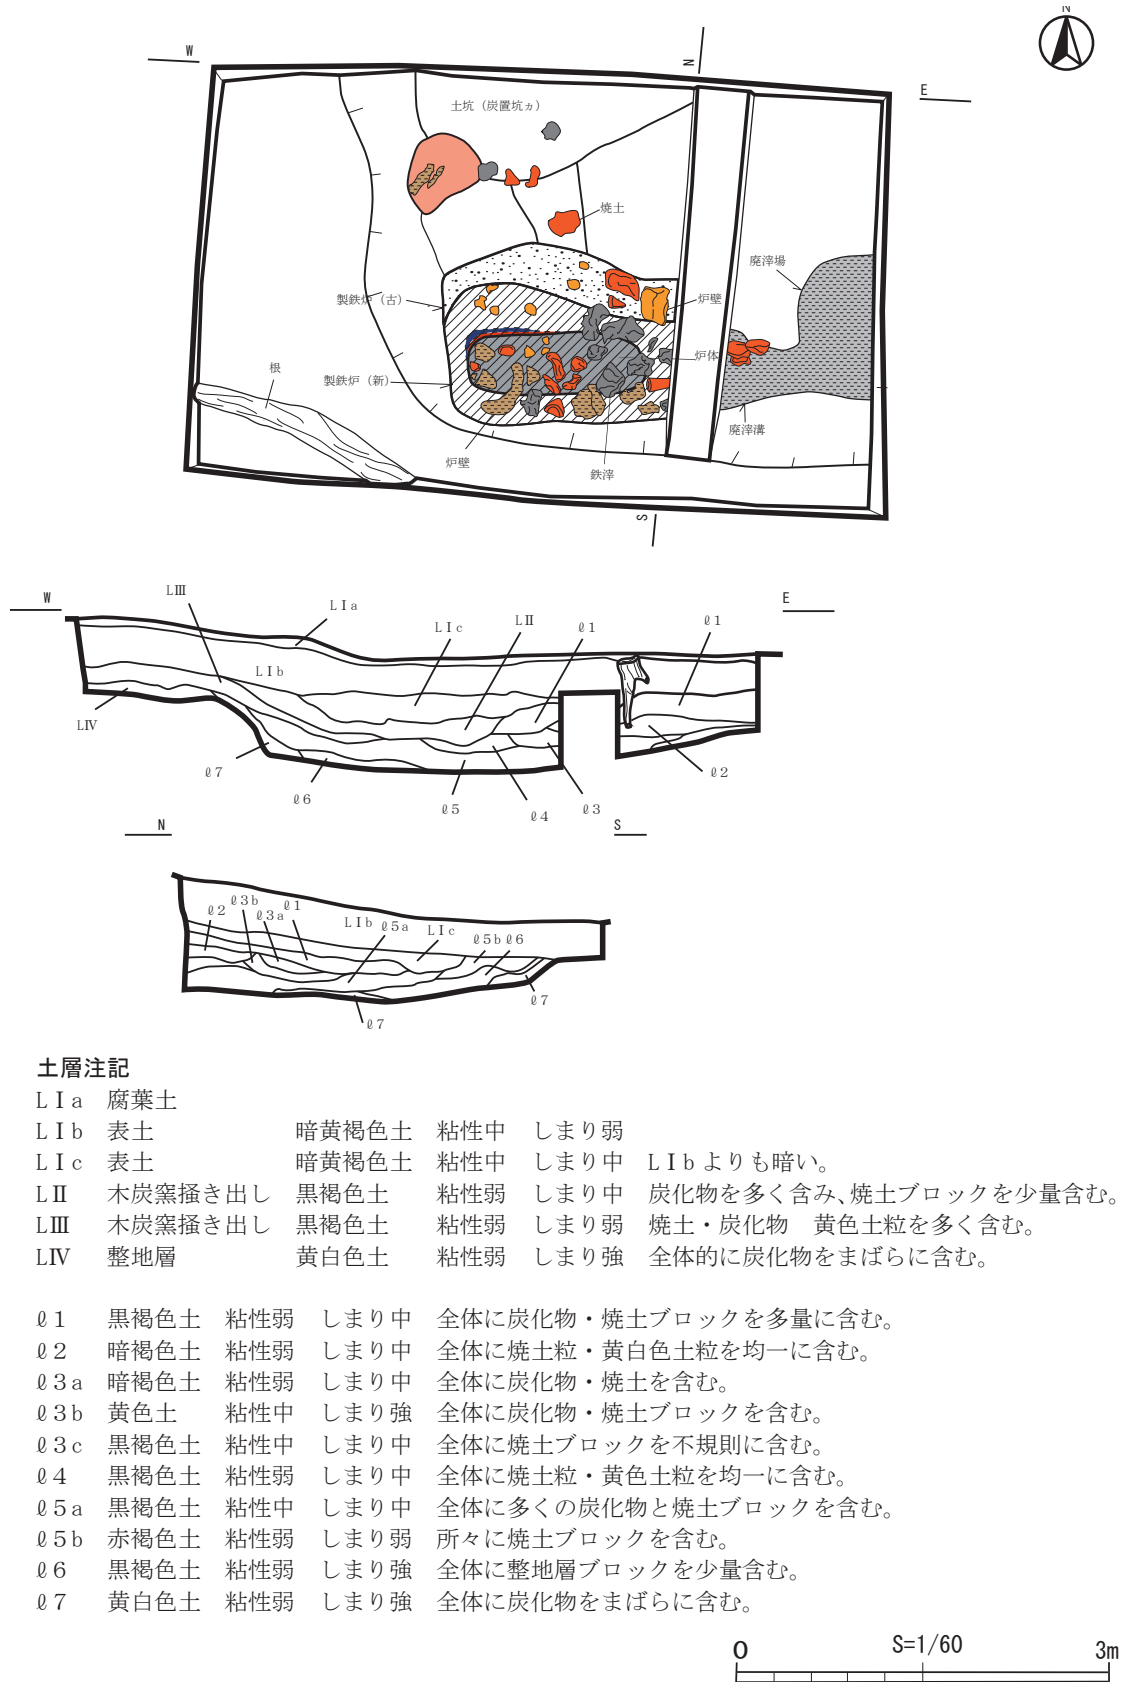 N
W
N
E
土坑（炭置坑ヵ）
焼土
廃滓場
製鉄炉（古）
炉壁
炉体
根
製鉄炉（新）
廃滓溝
炉壁
鉄滓
S
W
LⅢ
LⅠa
LⅠc
LⅡ
ℓ1
ℓ1
E
LⅠb
LⅣ
ℓ7
ℓ6
ℓ5
ℓ4
ℓ3
ℓ2
N
S
ℓ2
ℓ3b
ℓ3a
ℓ1
LⅠb
ℓ5a
LⅠc
ℓ5b
ℓ6
ℓ7
ℓ7
土層注記
LⅠa 腐葉土
LⅠb 表土 暗黄褐色土 粘性中 しまり弱
LⅠc 表土 暗黄褐色土 粘性中 しまり中 LⅠbよりも暗い。
LⅡ 木炭窯掻き出し 黒褐色土 粘性弱 しまり中 炭化物を多く含み、焼土ブロックを少量含む。
LⅢ 木炭窯掻き出し 黒褐色土 粘性弱 しまり弱 焼土・炭化物 黄色土粒を多く含む。
LⅣ 整地層 黄白色土 粘性弱 しまり強 全体的に炭化物をまばらに含む。
ℓ1 黒褐色土 粘性弱 しまり中 全体に炭化物・焼土ブロックを多量に含む。
ℓ2 暗褐色土 粘性弱 しまり中 全体に焼土粒・黄白色土粒を均一に含む。
ℓ3a 暗褐色土 粘性弱 しまり中 全体に炭化物・焼土を含む。
ℓ3b 黄色土 粘性中 しまり強 全体に炭化物・焼土ブロックを含む。
ℓ3c 黒褐色土 粘性中 しまり中 全体に焼土ブロックを不規則に含む。
ℓ4 黒褐色土 粘性弱 しまり中 全体に焼土粒・黄色土粒を均一に含む。
ℓ5a 黒褐色土 粘性中 しまり中 全体に多くの炭化物と焼土ブロックを含む。
ℓ5b 赤褐色土 粘性弱 しまり弱 所々に焼土ブロックを含む。
ℓ6 黒褐色土 粘性弱 しまり強 全体に整地層ブロックを少量含む。
ℓ7 黄白色土 粘性弱 しまり強 全体に炭化物をまばらに含む。
0 S=1/60 3m